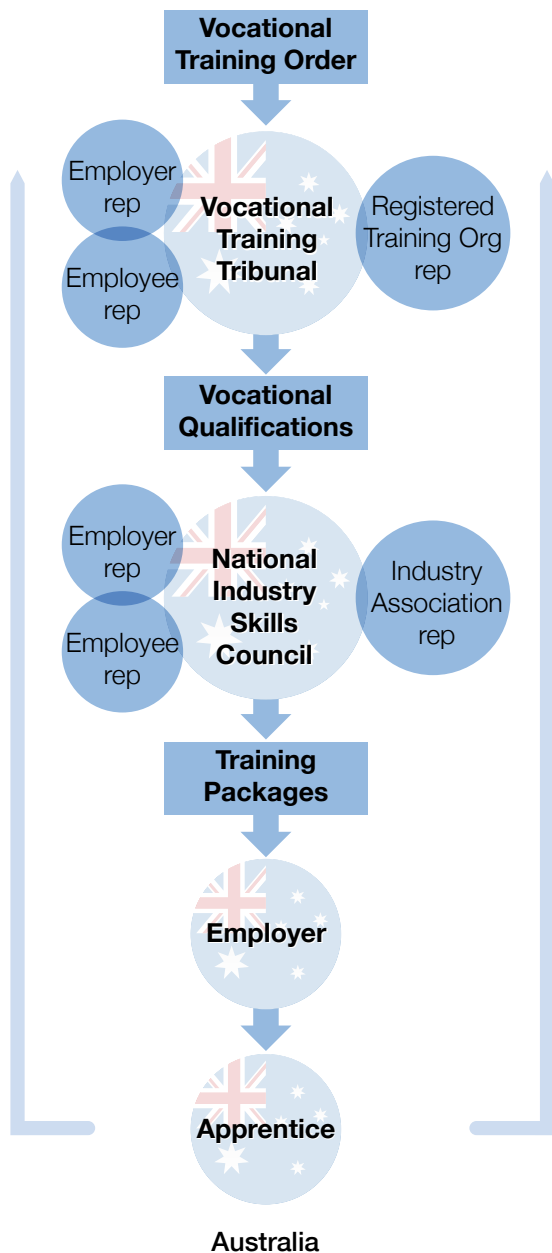 Vocational
Training Order
Employer
rep
Employee
rep
Vocational
Training
Tribunal
Registered
Training Org
rep
Vocational
Qualifications
Employer
rep
Employee
rep
National
Industry
Skills
Council
Industry
Association
rep
Training
Packages
Employer
Apprentice
Australia